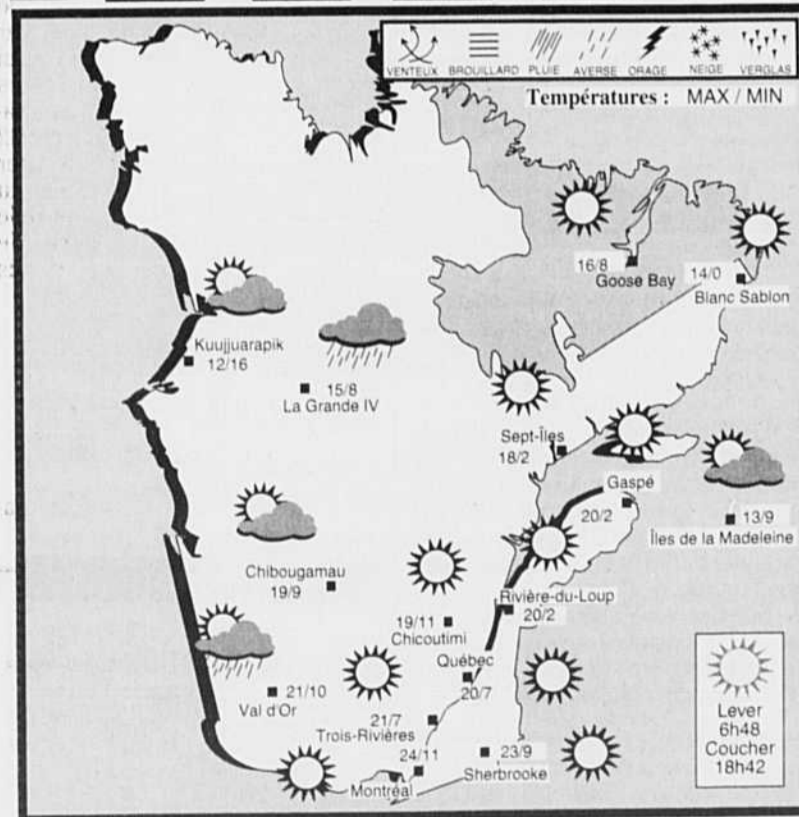 VENTEUX BROUILLARD PLUIE AVERSE ORAGE NEIGE VERGLAS
Températures : MAX / MIN
16/8
Goose Bay
14/0
Blanc Sablon
Kuujjuarapik
12/16
15/8
La Grande IV
Sept-Îles
18/2
Gaspé
20/2
13/9
Îles de la Madeleine
Chibougamau
19/9
Rivière-du-Loup
20/2
19/11
Chicoutimi
Québec
20/7
21/10
Val d'Or
21/7
Trois-Rivières
24/11
Montréal
23/9
Sherbrooke
Lever
6h48
Coucher
18h42